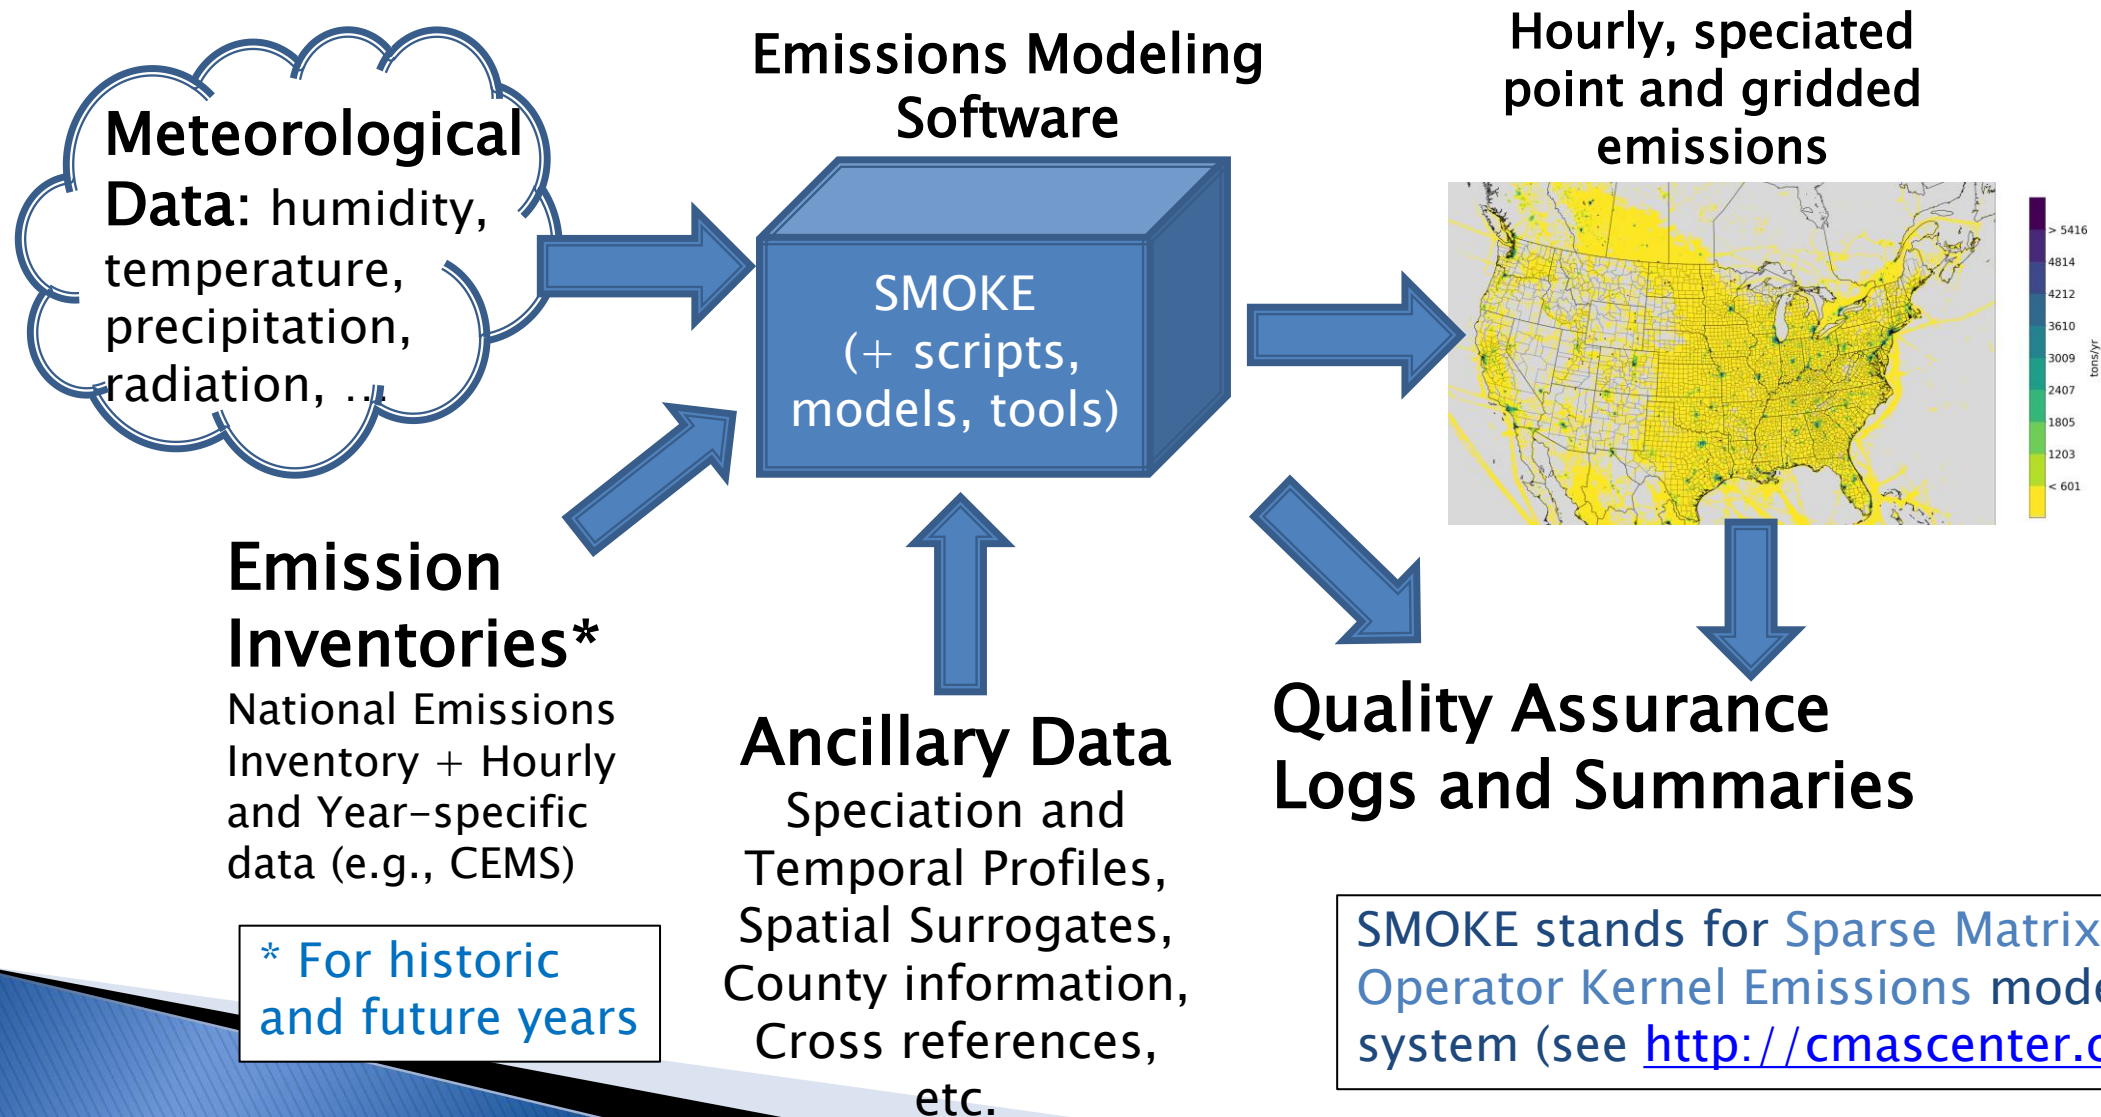 Meteorological
Data: humidity,
temperature,
precipitation,
radiation, ...
Emissions Modeling
Software
SMOKE
(+ scripts,
models, tools)
Hourly, speciated
point and gridded
emissions
> 5416
4814
4212
3610
3009
2407
1805
1203
< 601
tons/yr
Emission
Inventories*
National Emissions
Inventory + Hourly
and Year-specific
data (e.g., CEMS)
* For historic
and future years
Ancillary Data
Speciation and
Temporal Profiles,
Spatial Surrogates,
County information,
Cross references,
etc.
Quality Assurance
Logs and Summaries
SMOKE stands for Sparse Matrix
Operator Kernel Emissions
system (see http://cmascenter.